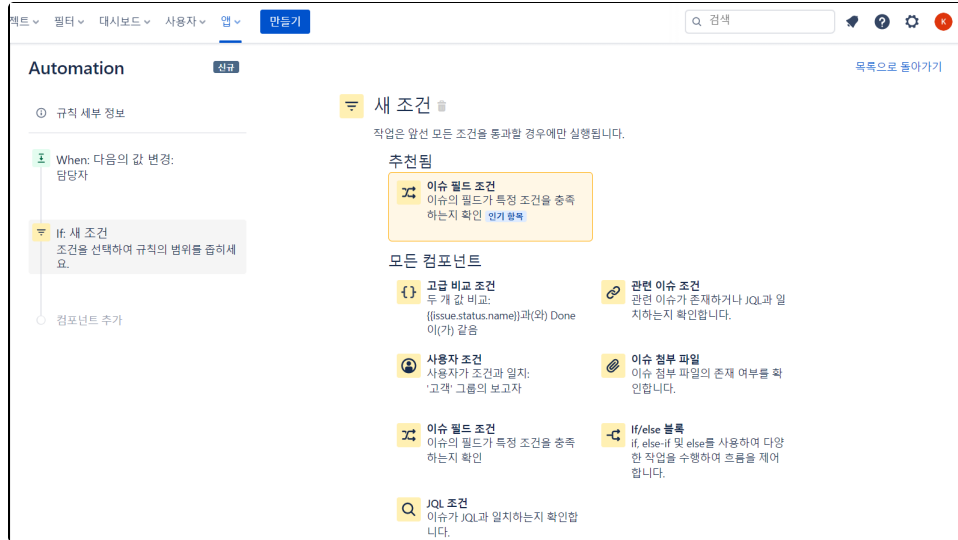 젝트 필터 대시보드 사용자 앱 만들기 검색 K
Automation 신규
목록으로 돌아가기
규칙 세부 정보
When: 다음의 값 변경:
담당자
If: 새 조건
조건을 선택하여 규칙의 범위를 좁히세
요.
컴포넌트 추가
새 조건
작업은 앞선 모든 조건을 통과할 경우에만 실행됩니다.
추천됨
이슈 필드 조건
이슈의 필드가 특정 조건을 충족
하는지 확인 인기 항목
모든 컴포넌트
고급 비교 조건
두 개 값 비교:
{{issue.status.name}}과(와) Done
이(가) 같음
관련 이슈 조건
관련 이슈가 존재하거나 JQL과 일
치하는지 확인합니다.
사용자 조건
사용자가 조건과 일치:
'고객' 그룹의 보고자
이슈 첨부 파일
이슈 첨부 파일의 존재 여부를 확
인합니다.
이슈 필드 조건
이슈의 필드가 특정 조건을 충족
하는지 확인
If/else 블록
if, else-if 및 else를 사용하여 다양
한 작업을 수행하여 흐름을 제어
합니다.
JQL 조건
이슈가 JQL과 일치하는지 확인합
니다.